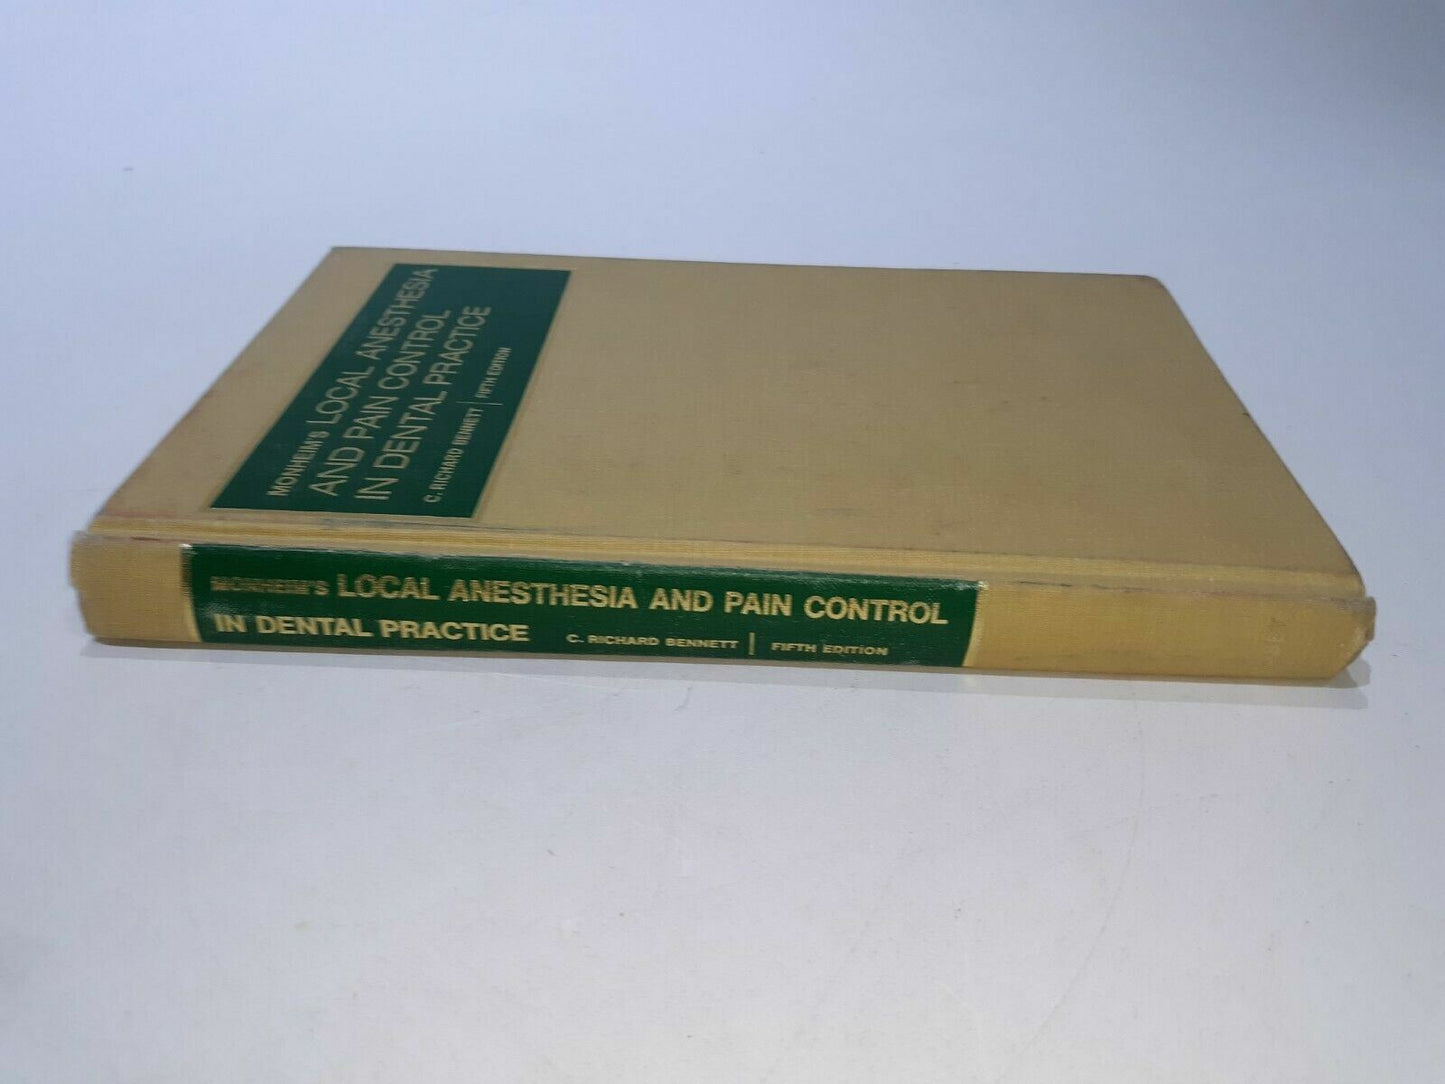 MONHEIM'S LOCAL ANESTHESIA
AND PAIN CONTROL
IN DENTAL PRACTICE
C. RICHARD BENNETT | FIFTH EDITION
MONHEIM'S LOCAL ANESTHESIA AND PAIN CONTROL
IN DENTAL PRACTICE C. RICHARD BENNETT | FIFTH EDITION